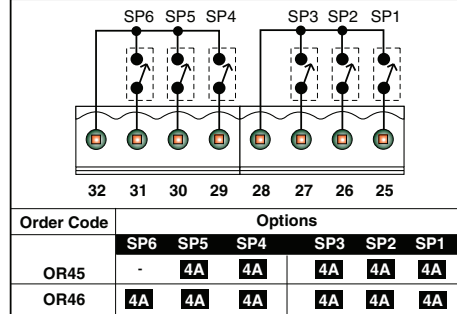 SP6 SP5 SP4 SP3 SP2 SP1
32 31 30 29 28 27 26 25
Order Code Options
SP6 SP5 SP4 SP3 SP2 SP1
OR45 - 4A 4A 4A 4A 4A
OR46 4A 4A 4A 4A 4A 4A